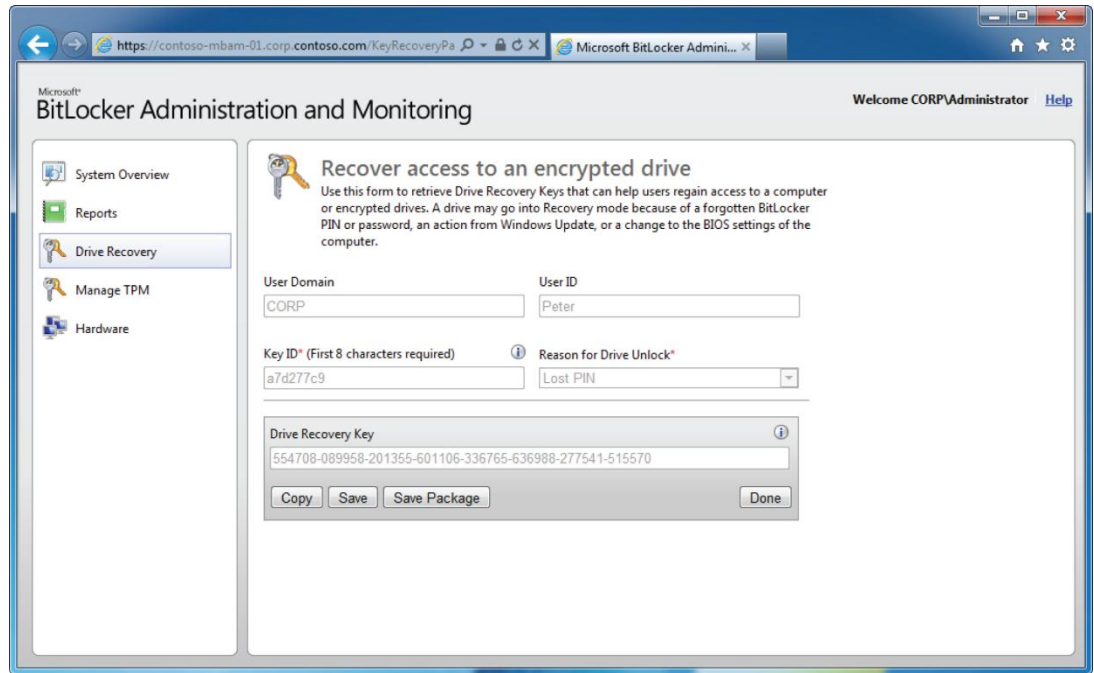 https://contoso-mbam-01.corp.contoso.com/KeyRecoveryPa
Microsoft BitLocker Admini...
Microsoft®
BitLocker Administration and Monitoring
Welcome CORP\Administrator Help
System Overview
Reports
Drive Recovery
Manage TPM
Hardware
Recover access to an encrypted drive
Use this form to retrieve Drive Recovery Keys that can help users regain access to a computer
or encrypted drives. A drive may go into Recovery mode because of a forgotten BitLocker
PIN or password, an action from Windows Update, or a change to the BIOS settings of the
computer.
User Domain
CORP
User ID
Peter
Key ID* (First 8 characters required)
a7d277c9
Reason for Drive Unlock*
Lost PIN
Drive Recovery Key
554708-089958-201355-601106-336765-636988-277541-515570
Copy Save Save Package Done